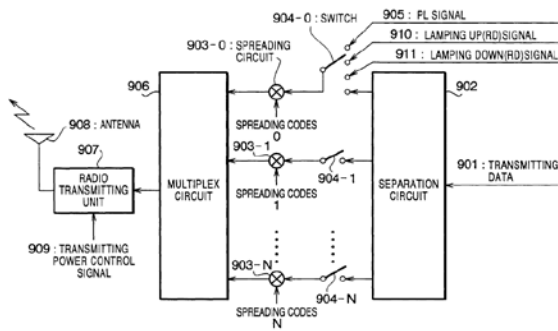 904-0 : SWITCH
905 : PL SIGNAL
910 : LAMPING UP(RD)SIGNAL
911 : LAMPING DOWN(RD)SIGNAL
903-0 : SPREADING
CIRCUIT
906
902
908 : ANTENNA
907
RADIO
TRANSMITTING
UNIT
909 : TRANSMITTING
POWER CONTROL
SIGNAL
MULTIPLEX
CIRCUIT
SPREADING CODES
0
903-1
904-1
SPREADING CODES
1
903-N
904-N
SPREADING CODES
N
SEPARATION
CIRCUIT
901 : TRANSMITTING
DATA